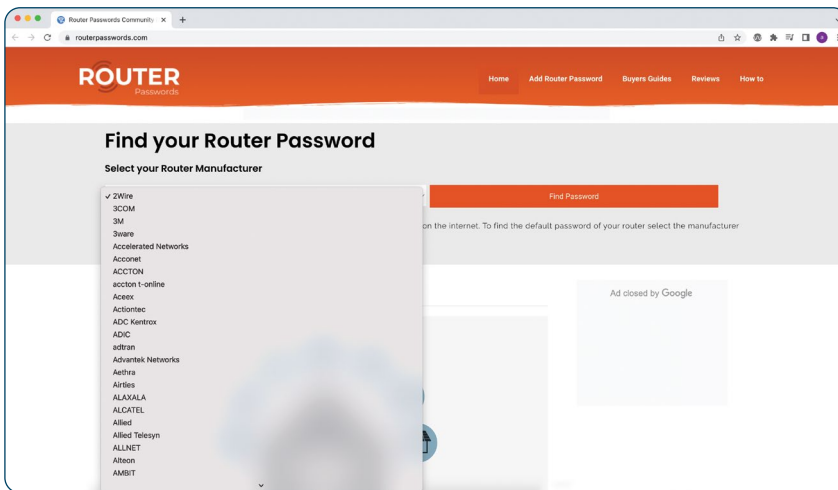 Router Passwords Community
routerpasswords.com
a
ROUTER
Passwords
Home Add Router Password Buyers Guides Reviews How to
Find your Router Password
Select your Router Manufacturer
Find Password
on the internet. To find the default password of your router select the manufacturer
✓ 2Wire
3COM
3M
3ware
Accelerated Networks
Acconet
ACCTON
accton t-online
Aceex
Actiontec
ADC Kentrox
ADIC
adtran
Advantek Networks
Aethra
Airties
ALAXALA
ALCATEL
Allied
Allied Telesyn
ALLNET
Alteon
AMBIT
Ad closed by Google